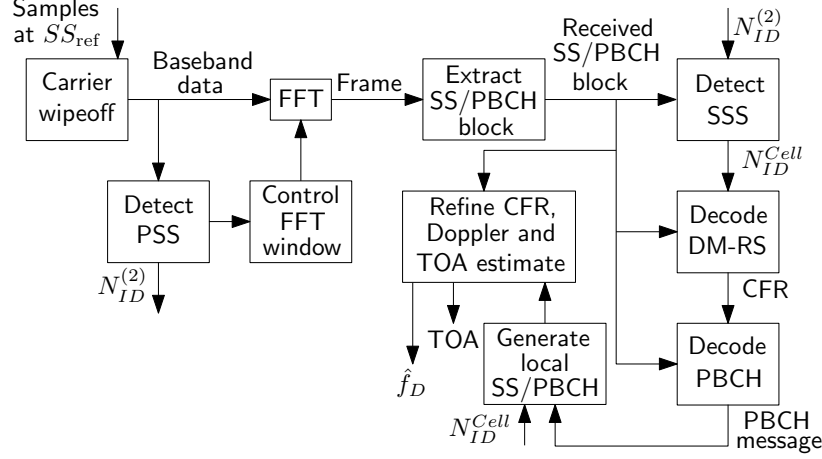 Samples
at $SS_{\text{ref}}$
Carrier
wipeoff
Baseband
data
FFT
Frame
Extract
SS/PBCH
block
Received
SS/PBCH
block
$N_{ID}^{(2)}$
Detect
SSS
$N_{ID}^{Cell}$
Detect
PSS
$N_{ID}^{(2)}$
Control
FFT
window
Refine CFR,
Doppler and
TOA estimate
Decode
DM-RS
CFR
$\hat{f}_D$
TOA
Generate
local
SS/PBCH
$N_{ID}^{Cell}$
Decode
PBCH
PBCH
message